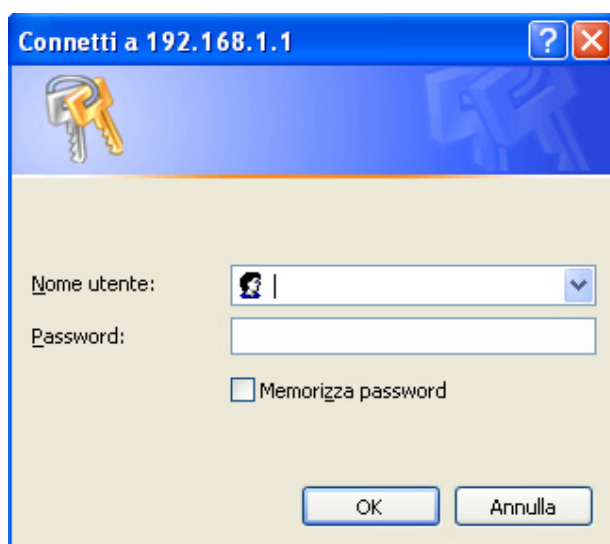 Connetti a 192.168.1.1
Nome utente:
Password:
Memorizza password
OK Annulla